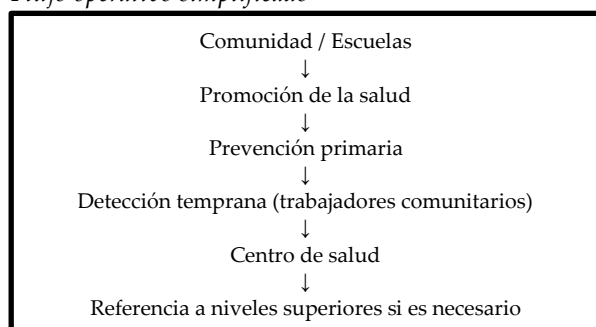 Flujo operativo simplificado
Comunidad / Escuelas
↓
Promoción de la salud
↓
Prevención primaria
↓
Detección temprana (trabajadores comunitarios)
↓
Centro de salud
↓
Referencia a niveles superiores si es necesario